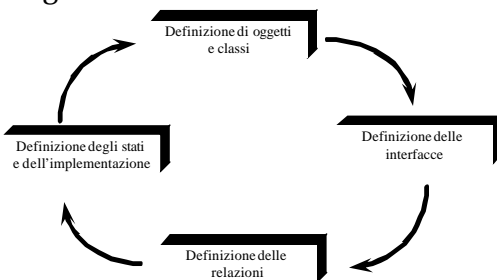 Definizione di oggetti
e classi
Definizione degli stati
e dell’implementazione
Definizione delle
interfacce
Definizione delle
relazioni